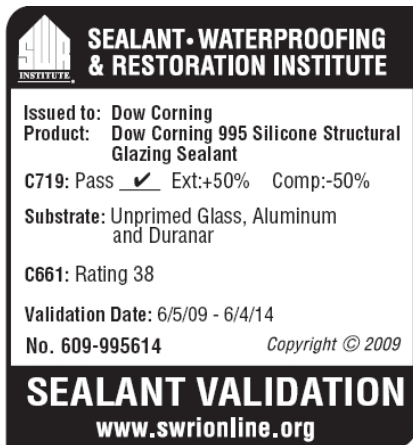 SWR
INSTITUTE
SEALANT • WATERPROOFING
& RESTORATION INSTITUTE
Issued to: Dow Corning
Product: Dow Corning 995 Silicone Structural
Glazing Sealant
C719: Pass ✔ Ext:+50% Comp:-50%
Substrate: Unprimed Glass, Aluminum
and Duranar
C661: Rating 38
Validation Date: 6/5/09 - 6/4/14
No. 609-995614 Copyright © 2009
SEALANT VALIDATION
www.swrionline.org